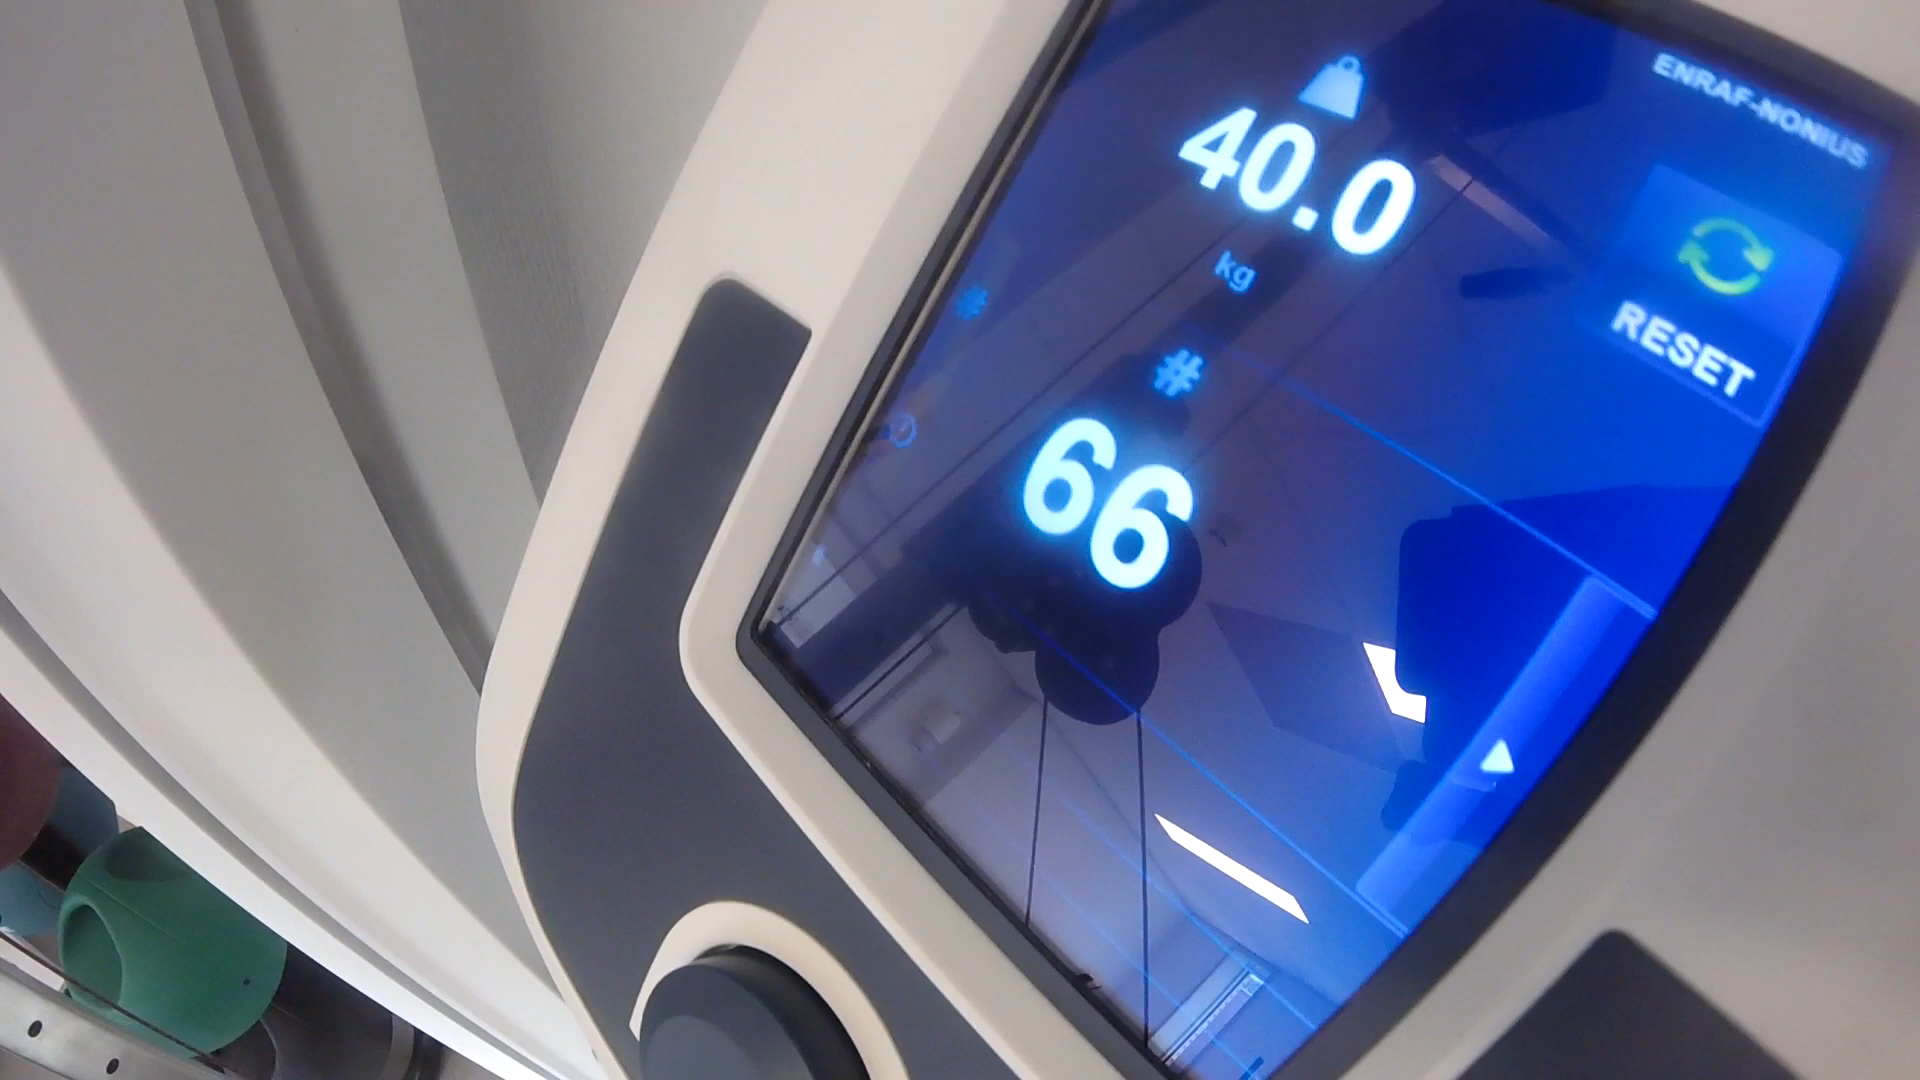 ENRAF-NONIUS
40.0
kg
RESET
#
66
#